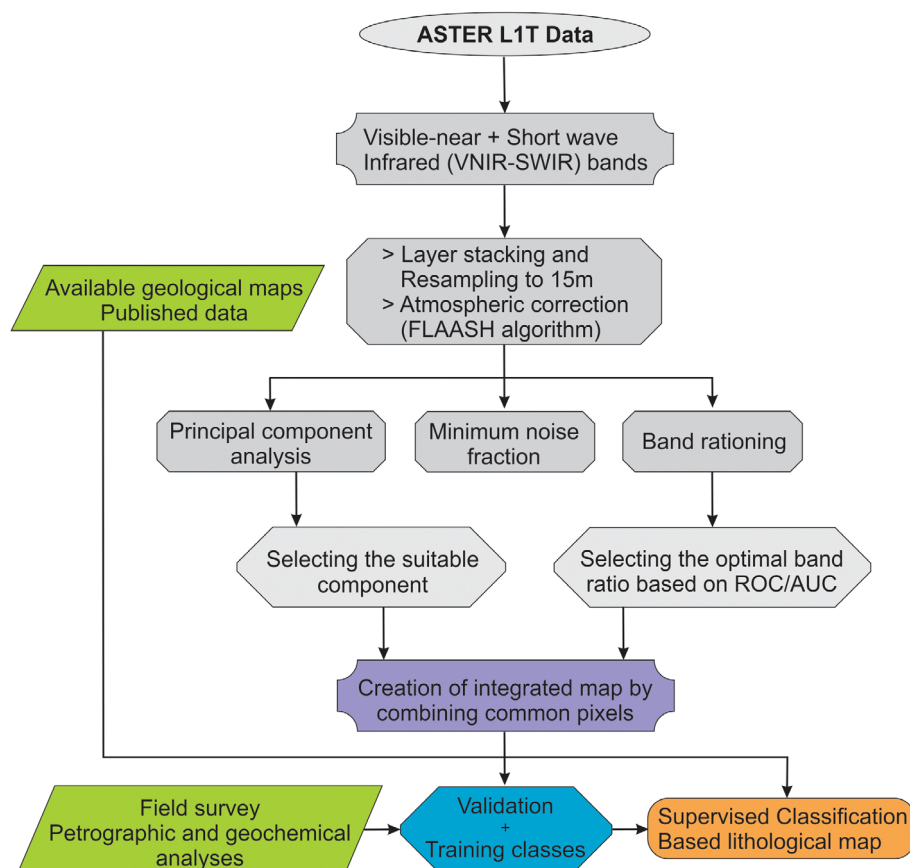 ASTER L1T Data
Visible-near + Short wave
Infrared (VNIR-SWIR) bands
> Layer stacking and
Resampling to 15m
> Atmospheric correction
(FLAASH algorithm)
Available geological maps
Published data
Principal component
analysis
Minimum noise
fraction
Band rationing
Selecting the suitable
component
Selecting the optimal band
ratio based on ROC/AUC
Creation of integrated map by
combining common pixels
Field survey
Petrographic and geochemical
analyses
Validation
+
Training classes
Supervised Classification
Based lithological map